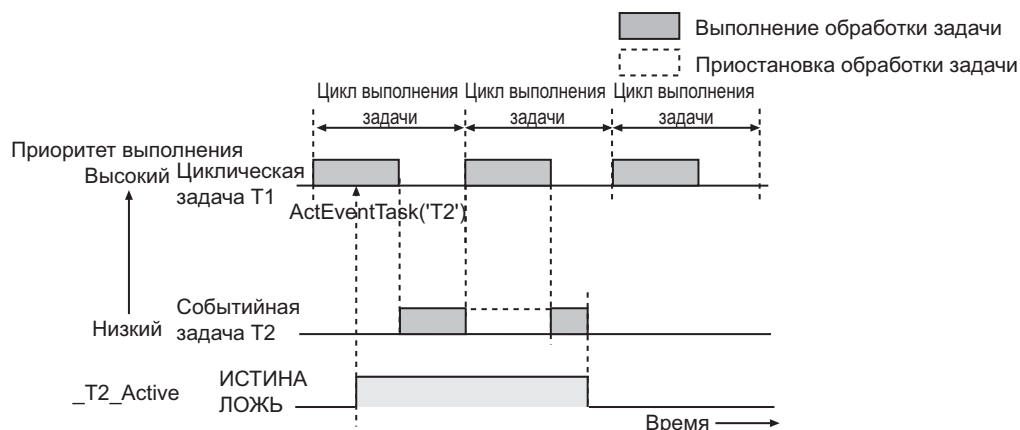 Выполнение обработки задачи
Приостановка обработки задачи
Цикл выполнения задачи
Цикл выполнения задачи
Цикл выполнения задачи
Приоритет выполнения
Высокий
Циклическая
задача T1
ActEventTask('T2')
Событийная
задача T2
Низкий
_T2_Active
ИСТИНА
ЛОЖЬ
Время